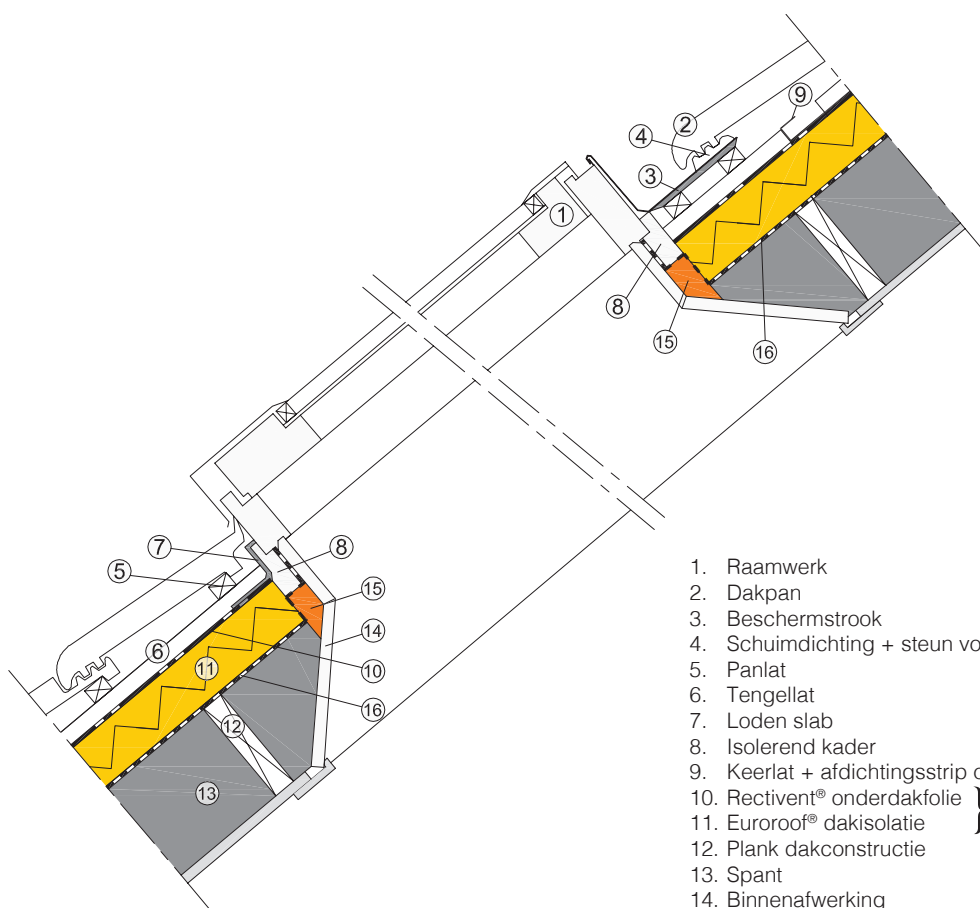 9
2
4
3
1
8
15
16
7
8
5
15
14
6
11
10
16
12
13
1. Raamwerk
2. Dakpan
3. Beschermstrook
4. Schuimdichting + steun
5. Panlat
6. Tengellat
7. Loden slab
8. Isolerend kader
9. Keerlat + afdichtingsstrip
10. Rectivent® onderdakfolie
11. Euroroof® dakisolatie
12. Plank dakconstructie
13. Spant
14. Binnenafwerking